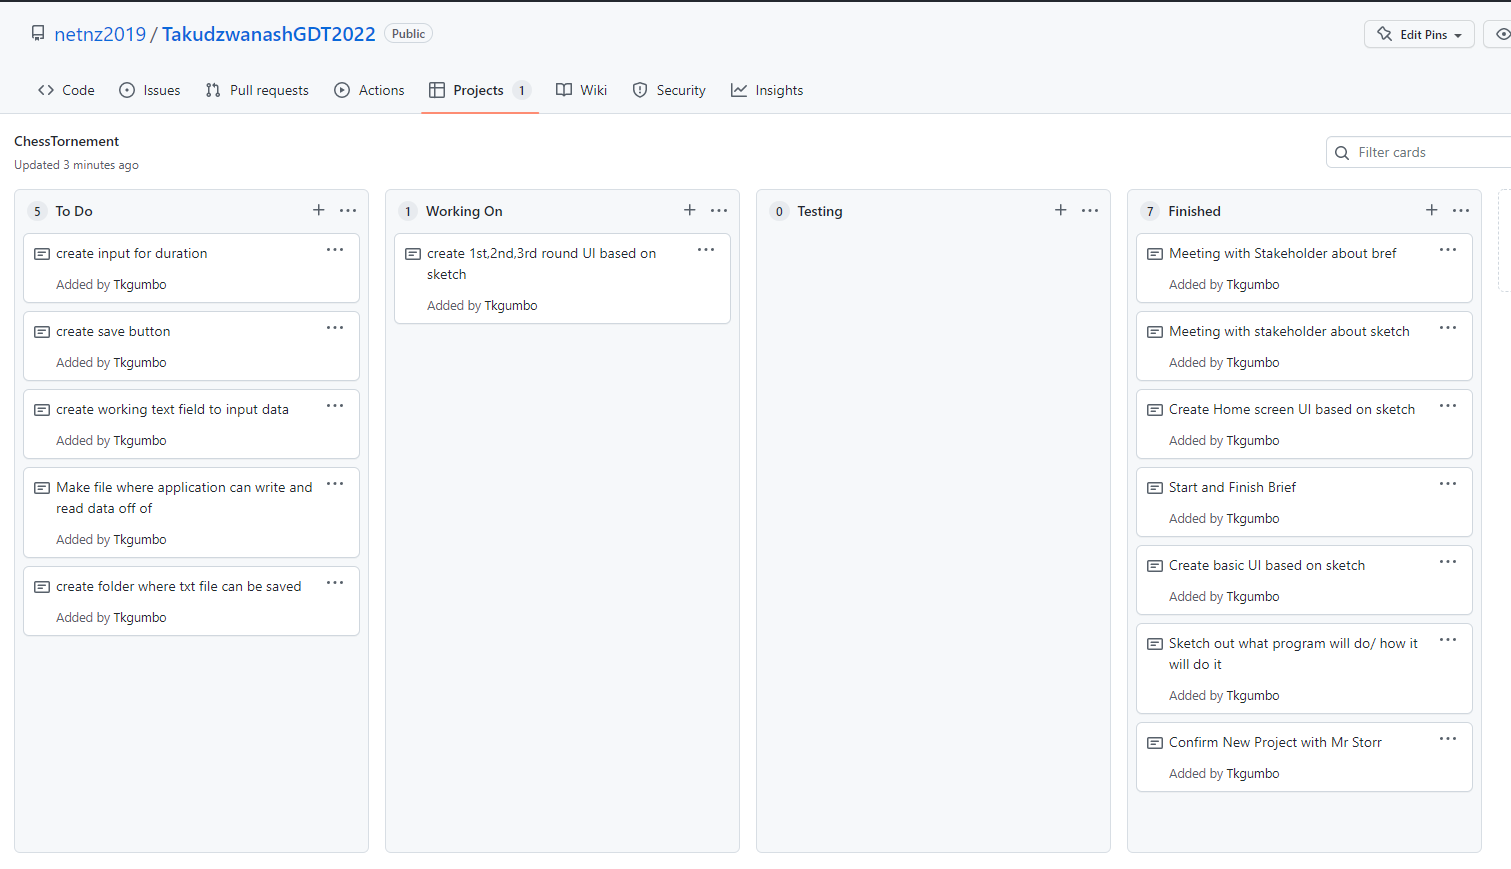 netnz2019 / TakudzwanashGDT2022 Public
Edit Pins
Code Issues Pull requests Actions Projects 1 Wiki Security Insights
ChessTornement
Updated 3 minutes ago
Filter cards
5 To Do
create input for duration
Added by Tkgumbo
create save button
Added by Tkgumbo
create working text field to input data
Added by Tkgumbo
Make file where application can write and
read data off of
Added by Tkgumbo
create folder where txt file can be saved
Added by Tkgumbo
1 Working On
create 1st,2nd,3rd round UI based on
sketch
Added by Tkgumbo
0 Testing
7 Finished
Meeting with Stakeholder about bref
Added by Tkgumbo
Meeting with stakeholder about sketch
Added by Tkgumbo
Create Home screen UI based on sketch
Added by Tkgumbo
Start and Finish Brief
Added by Tkgumbo
Create basic UI based on sketch
Added by Tkgumbo
Sketch out what program will do/ how it
will do it
Added by Tkgumbo
Confirm New Project with Mr Storr
Added by Tkgumbo